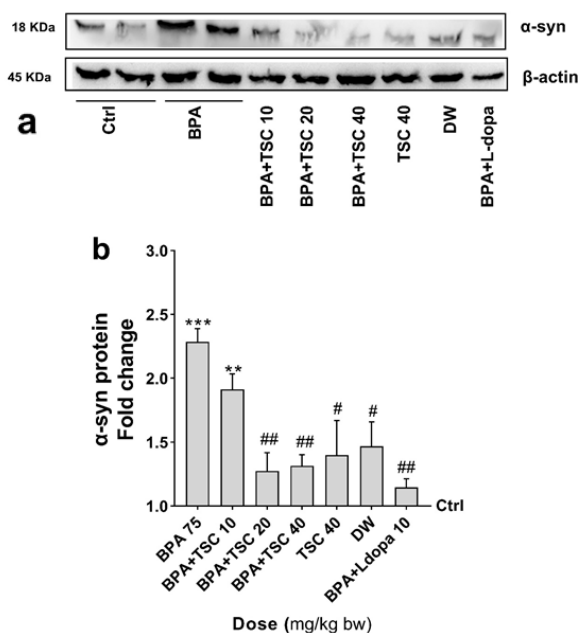 18 KDa
α-syn
45 KDa
β-actin
a
Ctrl
BPA
BPA+TSC 10
BPA+TSC 20
BPA+TSC 40
TSC 40
DW
BPA+L-dopa
b
α-syn protein
Fold change
3.0
2.5
2.0
1.5
1.0
***
**
##
##
#
#
##
Ctrl
BPA 75
BPA+TSC 10
BPA+TSC 20
BPA+TSC 40
TSC 40
DW
BPA+Ldopa 10
Dose (mg/kg bw)